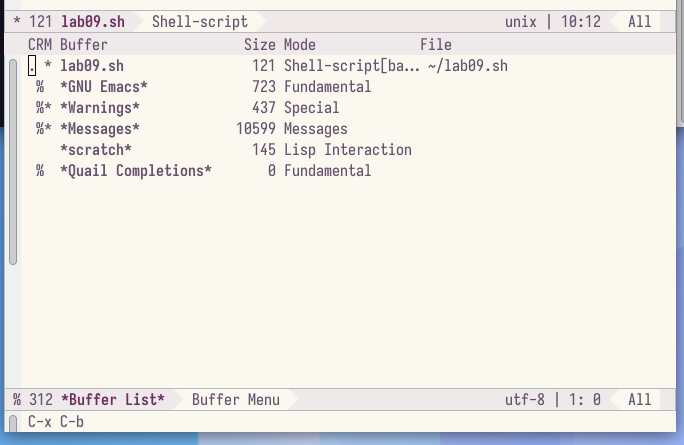 * 121 lab09.sh Shell-script unix | 10:12 All
CRM Buffer Size Mode File
. * lab09.sh 121 Shell-script[ba… ~/lab09.sh
% *GNU Emacs* 723 Fundamental
%* *Warnings* 437 Special
%* *Messages* 10599 Messages
*scratch* 145 Lisp Interaction
% *Quail Completions* 0 Fundamental
% 312 *Buffer List* Buffer Menu utf-8 | 1: 0 All
C-x C-b